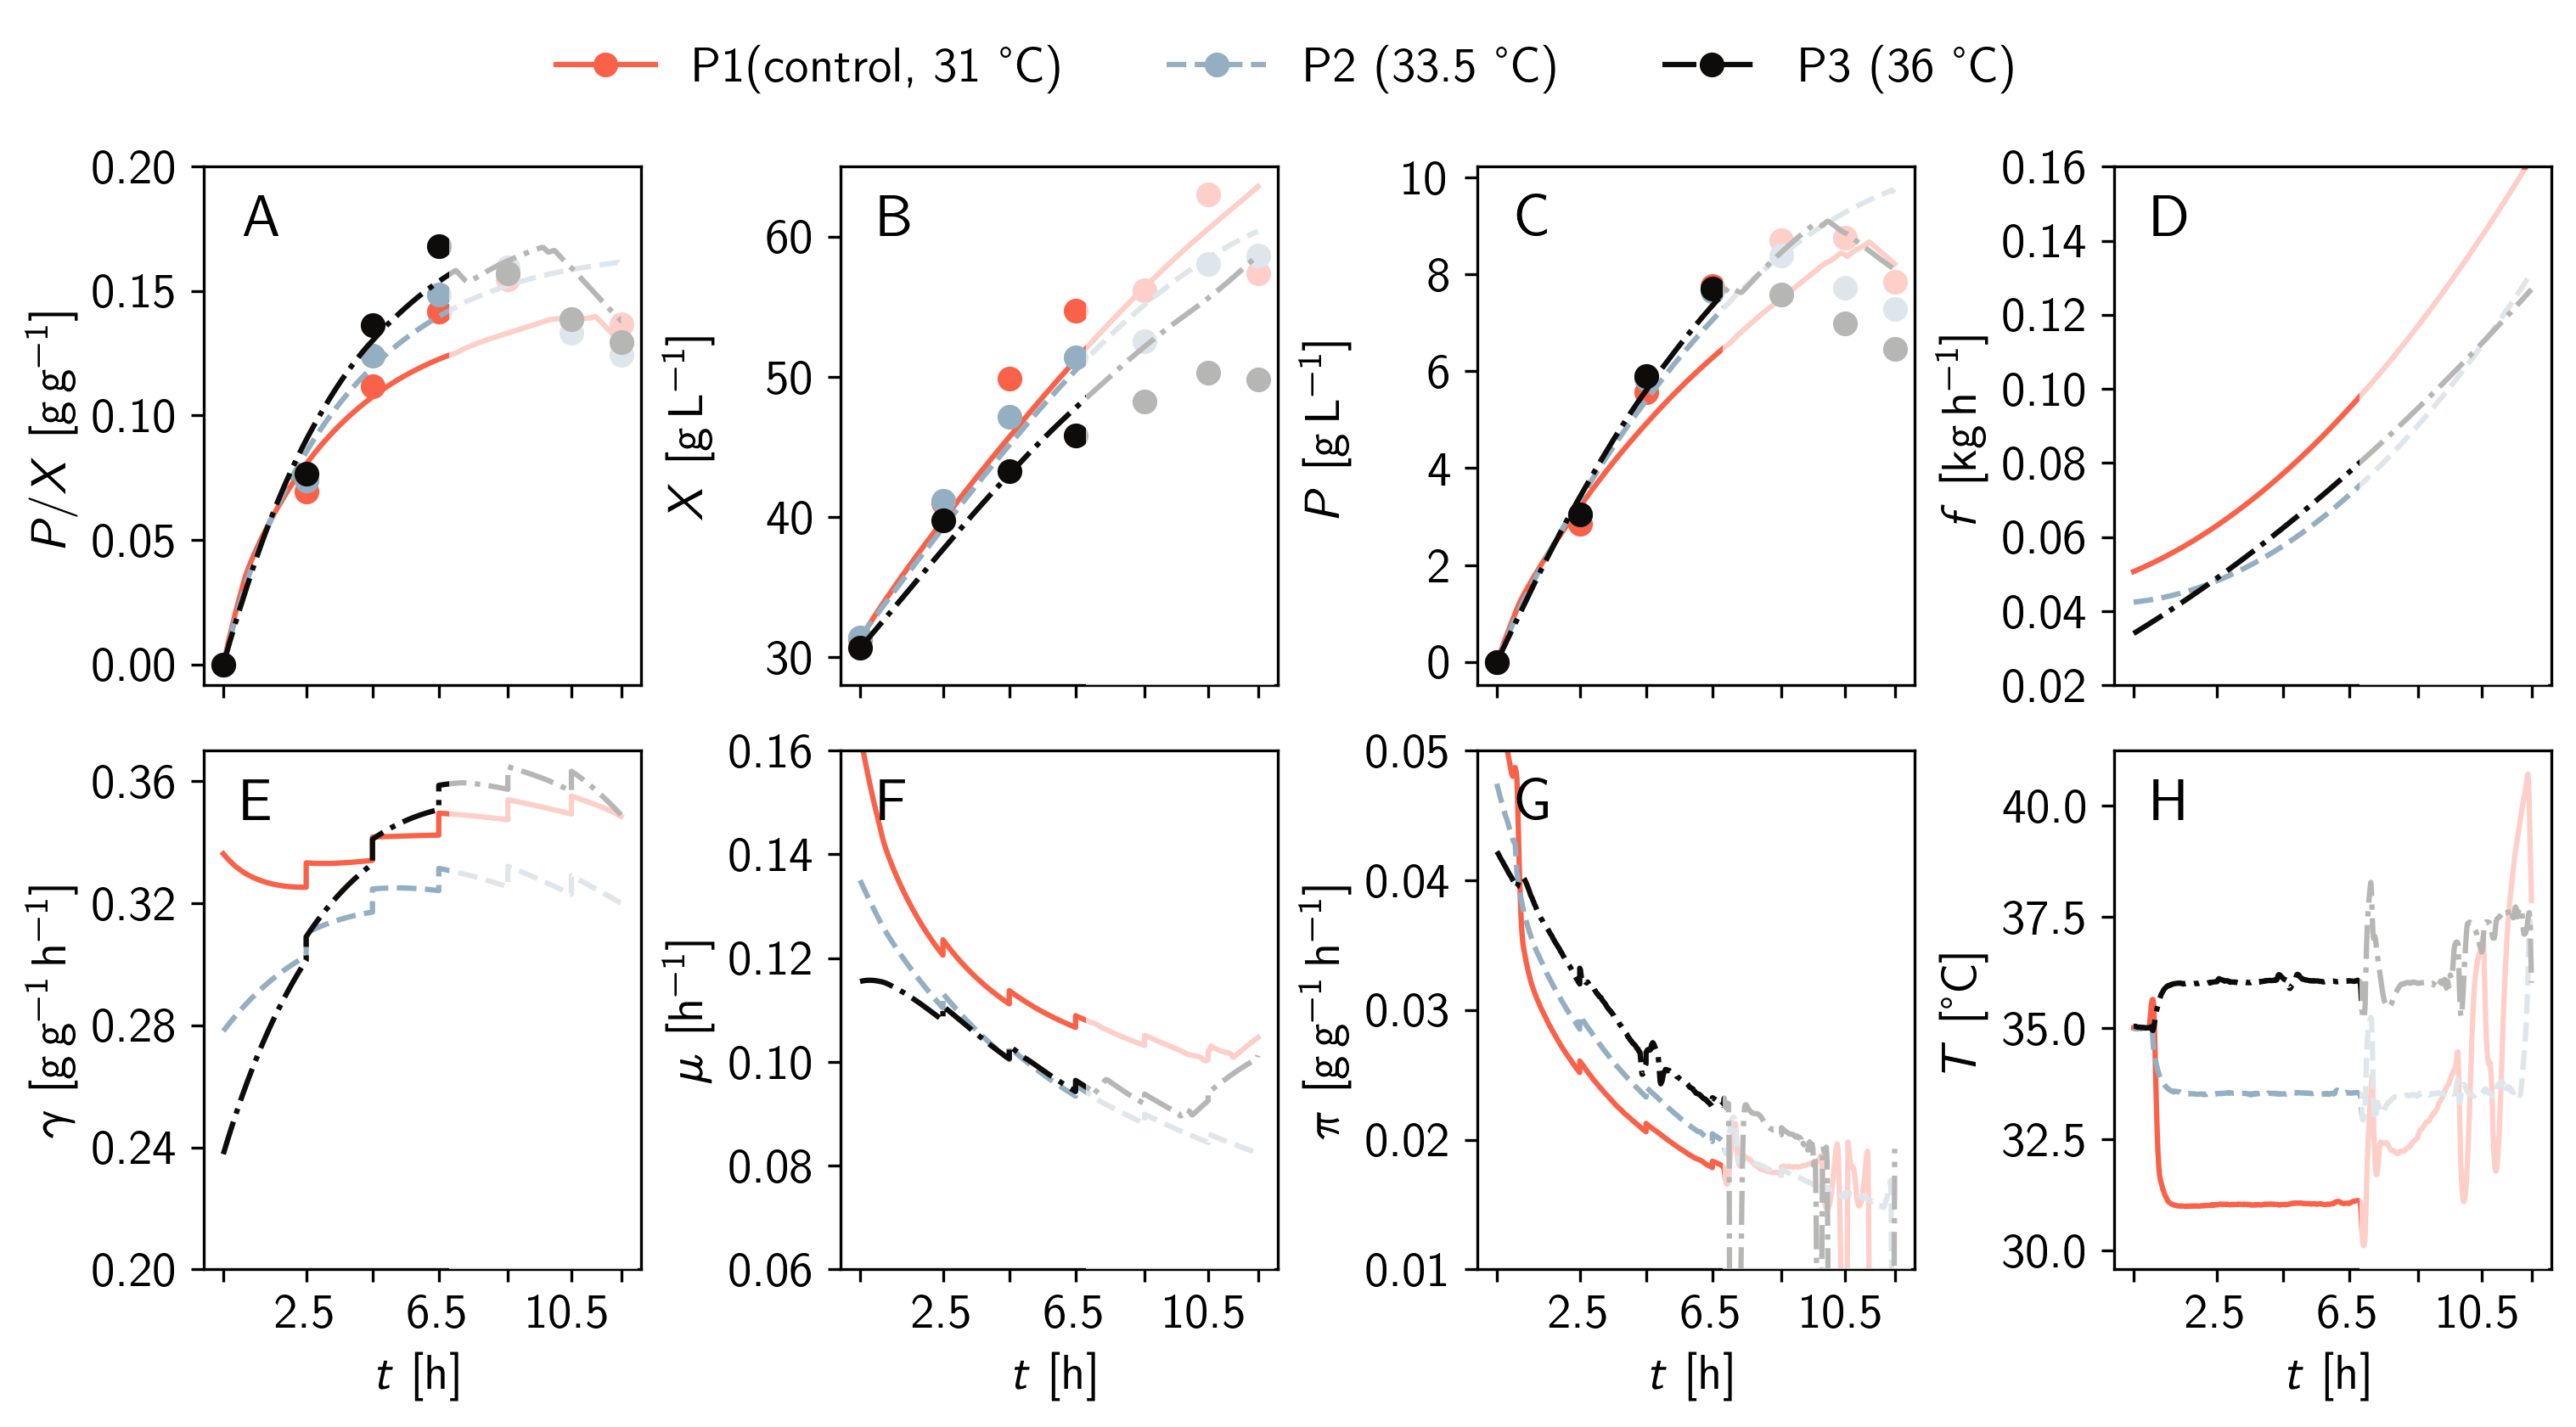 P1(control, 31 °C) P2 (33.5 °C) P3 (36 °C)
A
P/X [g g⁻¹]
0.20
0.15
0.10
0.05
0.00
B
X [g L⁻¹]
60
50
40
30
C
P [g L⁻¹]
10
8
6
4
2
0
D
f [kg h⁻¹]
0.16
0.14
0.12
0.10
0.08
0.06
0.04
0.02
E
γ [g g⁻¹ h⁻¹]
0.36
0.32
0.28
0.24
0.20
2.5 6.5 10.5
t [h]
F
μ [h⁻¹]
0.16
0.14
0.12
0.10
0.08
0.06
2.5 6.5 10.5
t [h]
G
π [g g⁻¹ h⁻¹]
0.05
0.04
0.03
0.02
0.01
2.5 6.5 10.5
t [h]
H
T [°C]
40.0
37.5
35.0
32.5
30.0
2.5 6.5 10.5
t [h]